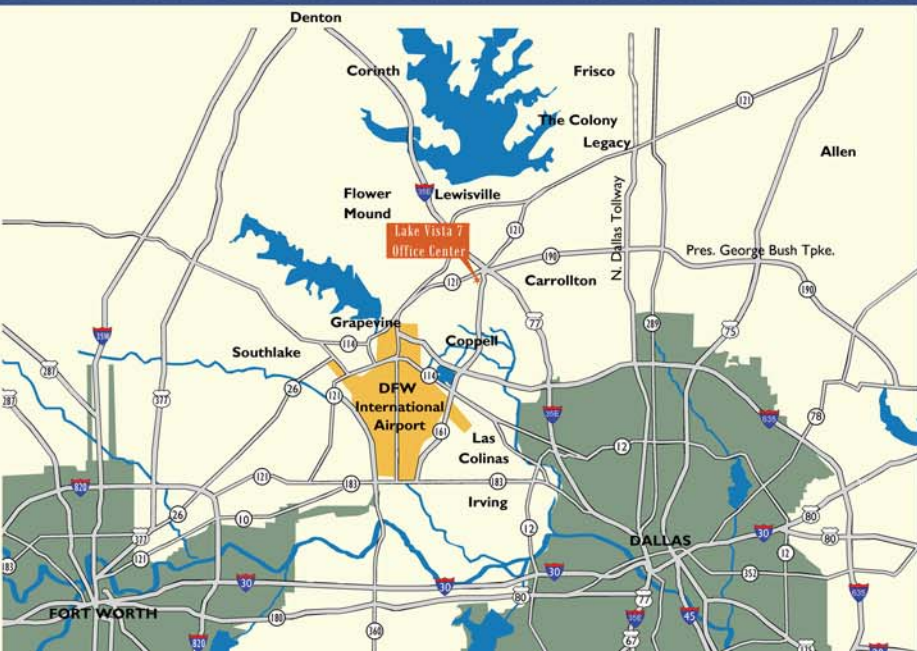 Denton
Corinth
Frisco
121
The Colony
Legacy
Allen
35E
Flower
Mound
Lewisville
N. Dallas Tollway
Lake Vista 7
Office Center
121
190
Pres. George Bush Tpke.
121
Carrollton
190
Grapevine
77
289
75
35W
114
Coppell
Southlake
287
114
26
377
121
DFW
International
Airport
287
35E
635
78
161
Las
Colinas
12
121
183
183
820
Irving
26
10
80
377
12
DALLAS
30
80
121
183
30
352
12
30
30
80
77
635
FORT WORTH
180
35E
45
360
820
67
175